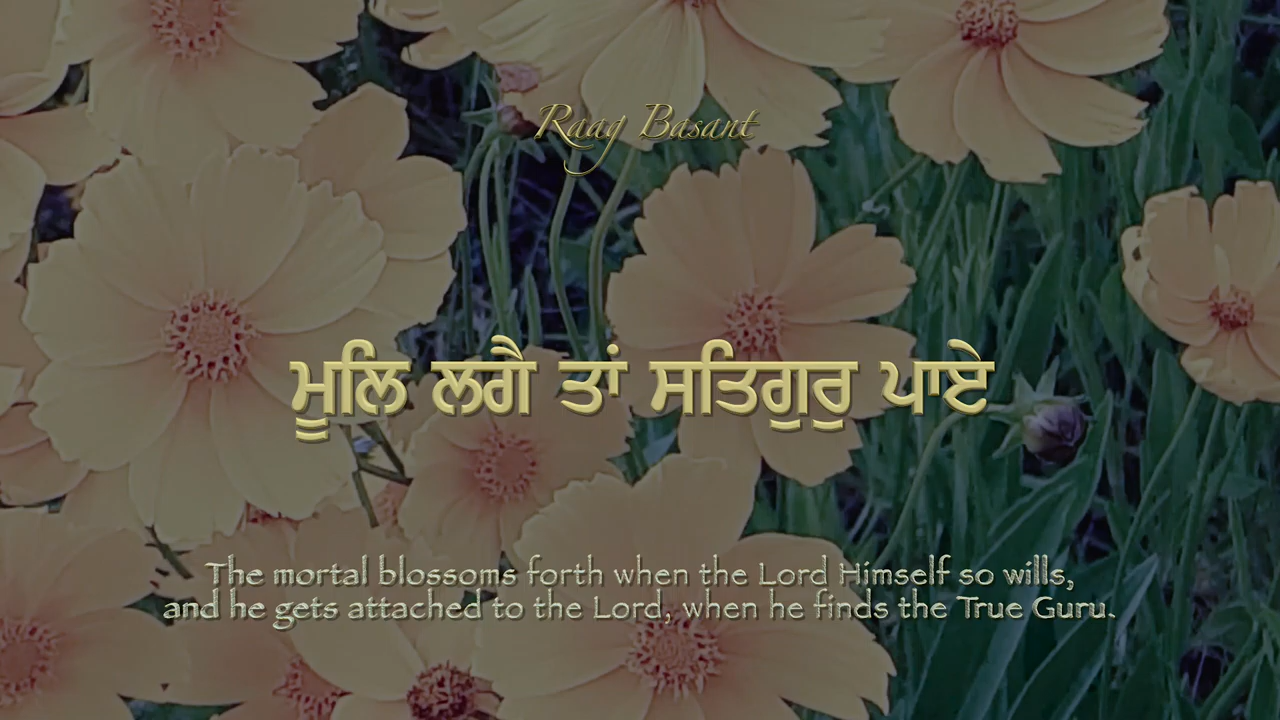 Raag Basant
ਮੂਲਿ ਲਗੈ ਤਾਂ ਸਤਿਗੁਰੁ ਪਾਏ
The mortal blossoms forth when the Lord Himself so wills,
and he gets attached to the Lord, when he finds the True Guru.